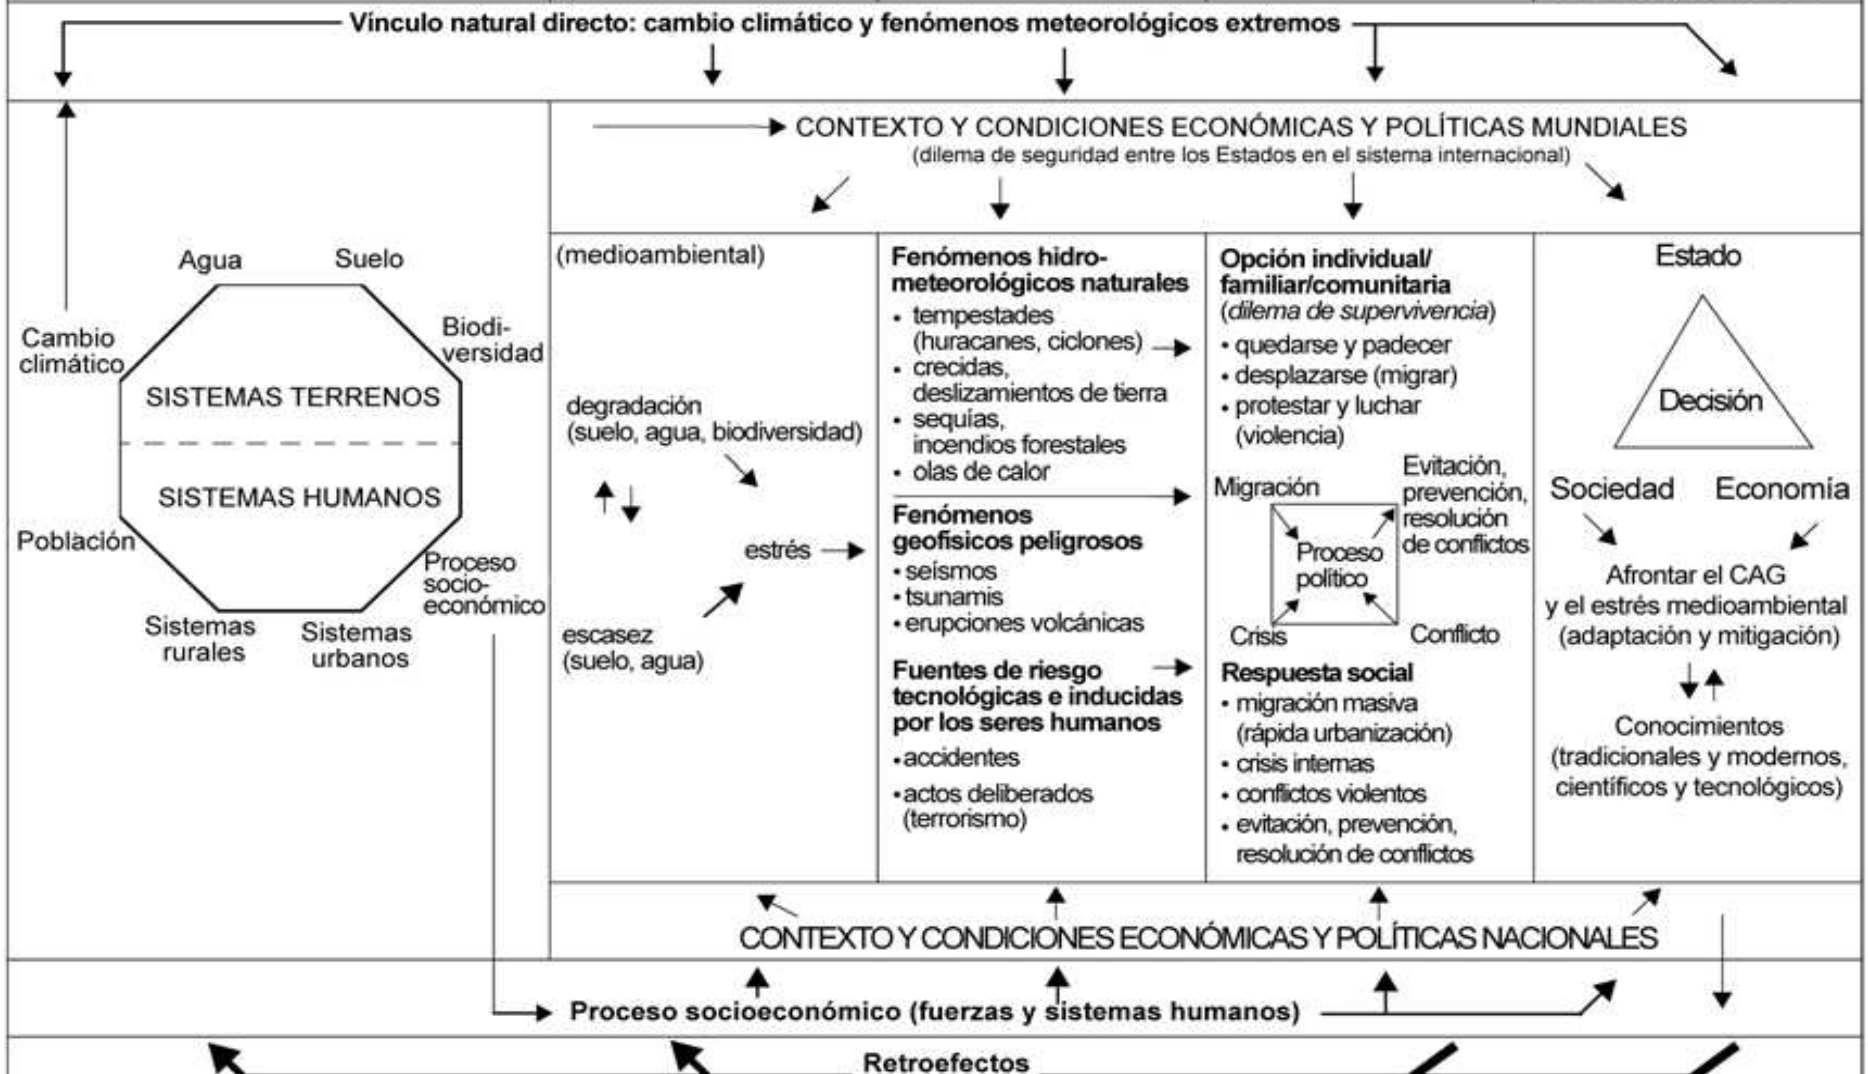 Vínculo natural directo: cambio climático y fenómenos meteorológicos extremos
CONTEXTO Y CONDICIONES ECONÓMICAS Y POLÍTICAS MUNDIALES
(dilema de seguridad entre los Estados en el sistema internacional)
Agua
Suelo
Cambio
climático
Biodi-
versidad
SISTEMAS TERRENOS
SISTEMAS HUMANOS
Población
Proceso
socio-
económico
Sistemas
rurales
Sistemas
urbanos
(medioambiental)
degradación
(suelo, agua, biodiversidad)
estrés
escasez
(suelo, agua)
Fenómenos hidro-
meteorológicos naturales
• tempestades
(huracanes, ciclones)
• crecidas,
deslizamientos de tierra
• sequías,
incendios forestales
• olas de calor
Fenómenos
geofisicos peligrosos
• seísmos
• tsunamis
• erupciones volcánicas
Fuentes de riesgo
tecnológicas e inducidas
por los seres humanos
• accidentes
• actos deliberados
(terrorismo)
Opción individual/
familiar/comunitaria
(dilema de supervivencia)
• quedarse y padecer
• desplazarse (migrar)
• protestar y luchar
(violencia)
Migración
Evitación,
prevención,
resolución
de conflictos
Proceso
político
Crisis
Conflicto
Respuesta social
• migración masiva
(rápida urbanización)
• crisis internas
• conflictos violentos
• evitación, prevención,
resolución de conflictos
Estado
Decisión
Sociedad
Economía
Afrontar el CAG
y el estrés medioambiental
(adaptación y mitigación)
Conocimientos
(tradicionales y modernos,
científicos y tecnológicos)
CONTEXTO Y CONDICIONES ECONÓMICAS Y POLÍTICAS NACIONALES
Proceso socioeconómico (fuerzas y sistemas humanos)
Retroefectos